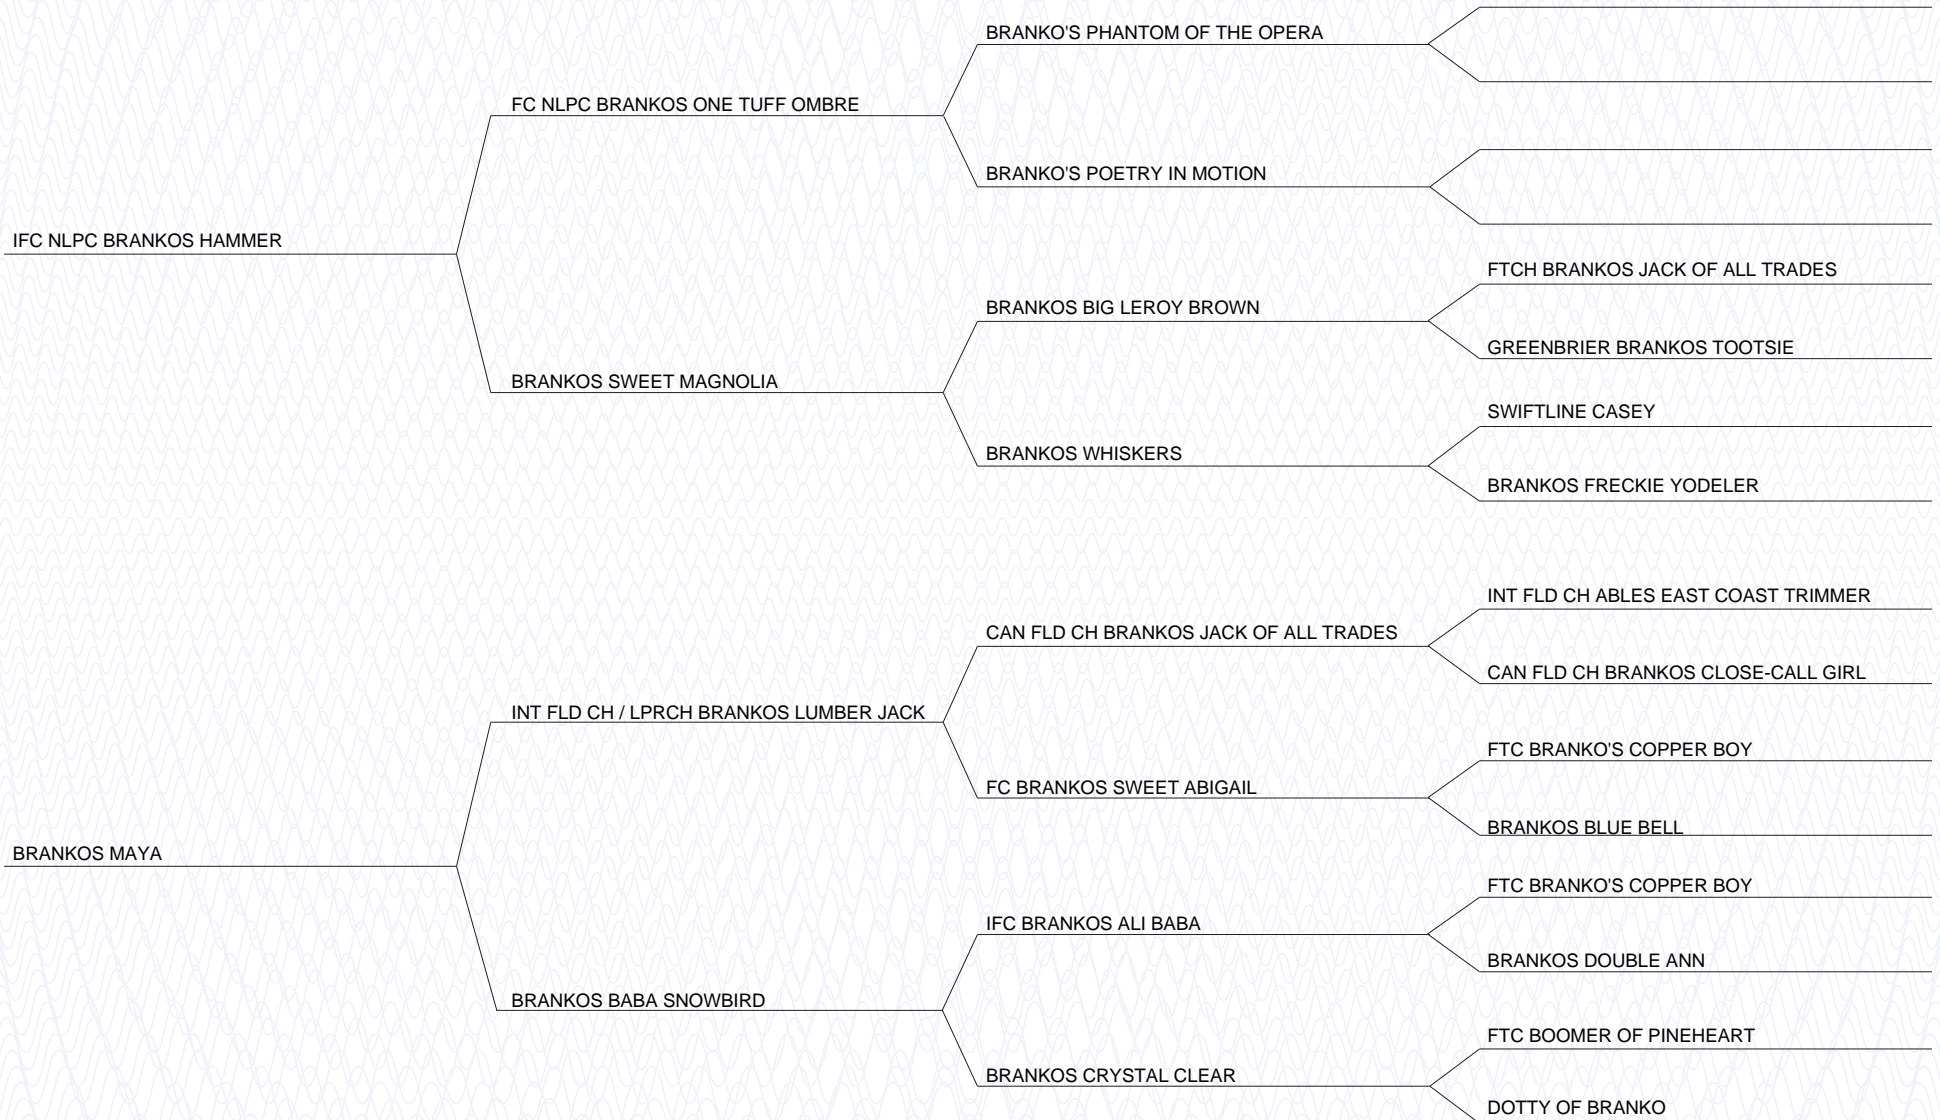 BRANKO'S PHANTOM OF THE OPERA
FC NLPC BRANKOS ONE TUFF OMBRE
BRANKO'S POETRY IN MOTION
IFC NLPC BRANKOS HAMMER
FTCH BRANKOS JACK OF ALL TRADES
BRANKOS BIG LEROY BROWN
GREENBRIER BRANKOS TOOTSIE
BRANKOS SWEET MAGNOLIA
SWIFTLINE CASEY
BRANKOS WHISKERS
BRANKOS FRECKIE YODELER
INT FLD CH ABLES EAST COAST TRIMMER
CAN FLD CH BRANKOS JACK OF ALL TRADES
CAN FLD CH BRANKOS CLOSE-CALL GIRL
INT FLD CH / LPRCH BRANKOS LUMBER JACK
FTC BRANKO'S COPPER BOY
FC BRANKOS SWEET ABIGAIL
BRANKOS BLUE BELL
BRANKOS MAYA
FTC BRANKO'S COPPER BOY
IFC BRANKOS ALI BABA
BRANKOS DOUBLE ANN
BRANKOS BABA SNOWBIRD
FTC BOOMER OF PINEHEART
BRANKOS CRYSTAL CLEAR
DOTTY OF BRANKO